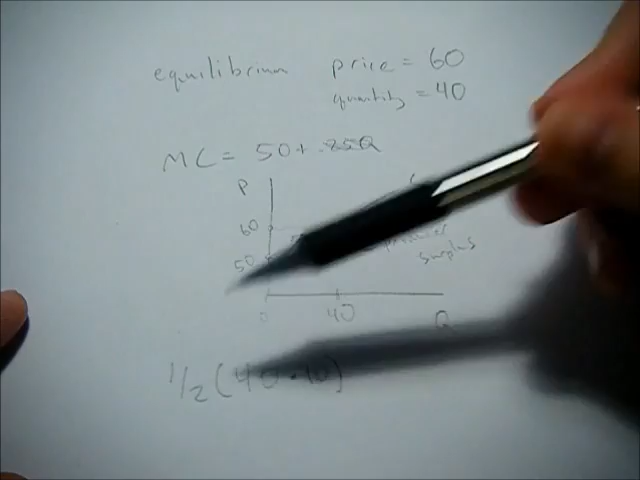 equilibrium price = 60
quantity = 40
MC = 50 + .25Q
P
60
50
producer
surplus
0 40 Q
1/2 (40 · 10)